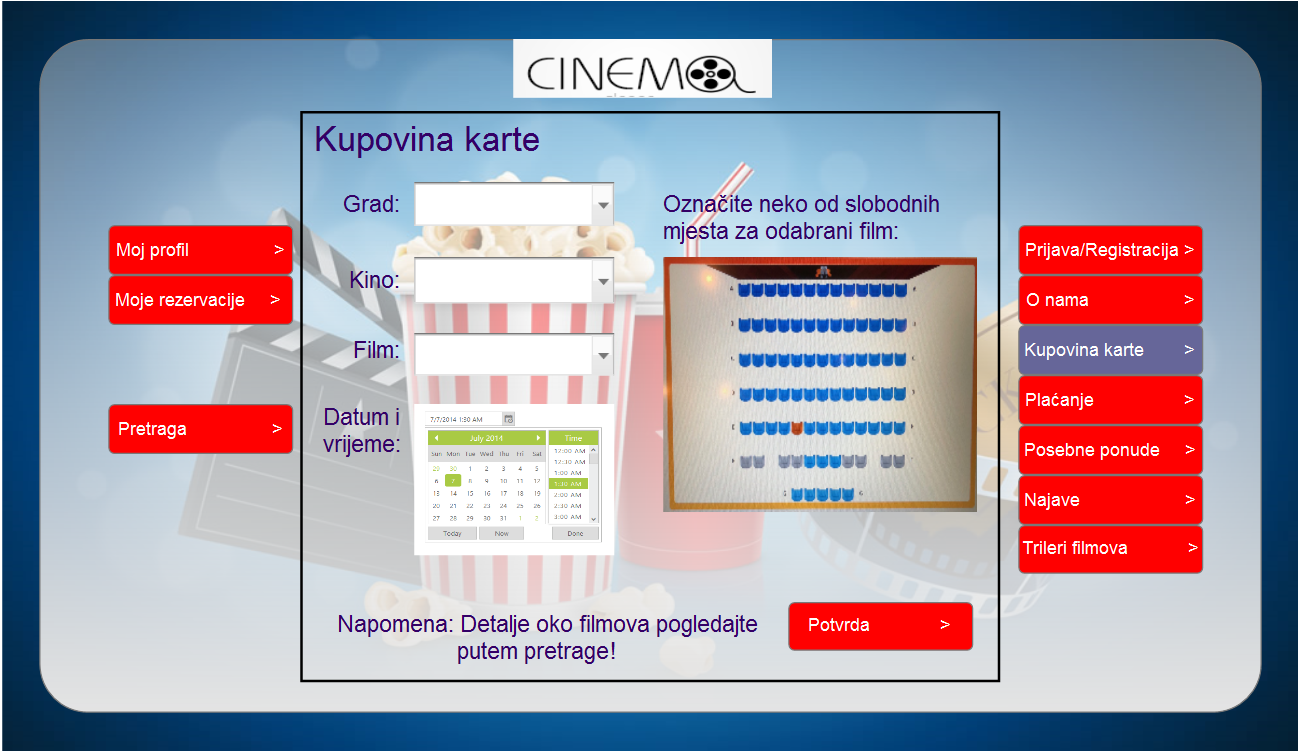 CINEMA
Kupovina karte
Grad:
Kino:
Film:
Datum i
vrijeme:
7/7/2014 1:30 AM
July 2014
Time
Sun Mon Tue Wed Thu Fri Sat
29 30 1 2 3 4 5
6 7 8 9 10 11 12
13 14 15 16 17 18 19
20 21 22 23 24 25 26
27 28 29 30 31 1 2
12:00 AM
12:30 AM
1:00 AM
1:30 AM
2:00 AM
2:30 AM
3:00 AM
Today
Now
Done
Označite neko od slobodnih
mjesta za odabrani film:
Napomena: Detalje oko filmova pogledajte
putem pretrage!
Potvrda >
Moj profil >
Moje rezervacije >
Pretraga >
Prijava/Registracija >
O nama >
Kupovina karte >
Plaćanje >
Posebne ponude >
Najave >
Trileri filmova >